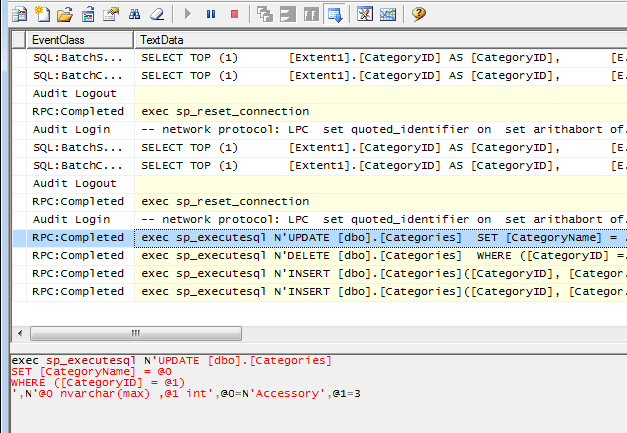 EventClass TextData
SQL:BatchS... SELECT TOP (1) [Extent1].[CategoryID] AS [CategoryID], [E.
SQL:BatchC... SELECT TOP (1) [Extent1].[CategoryID] AS [CategoryID], [E.
Audit Logout
RPC:Completed exec sp_reset_connection
Audit Login -- network protocol: LPC set quoted_identifier on set arithabort of.
SQL:BatchS... SELECT TOP (1) [Extent1].[CategoryID] AS [CategoryID], [E.
SQL:BatchC... SELECT TOP (1) [Extent1].[CategoryID] AS [CategoryID], [E.
Audit Logout
RPC:Completed exec sp_reset_connection
Audit Login -- network protocol: LPC set quoted_identifier on set arithabort of.
RPC:Completed exec sp_executesql N'UPDATE [dbo].[Categories] SET [CategoryName] = .
RPC:Completed exec sp_executesql N'DELETE [dbo].[Categories] WHERE ([CategoryID] =.
RPC:Completed exec sp_executesql N'INSERT [dbo].[Categories]([CategoryID], [Categor.
RPC:Completed exec sp_executesql N'INSERT [dbo].[Categories]([CategoryID], [Categor.
exec sp_executesql N'UPDATE [dbo].[Categories]
SET [CategoryName] = @0
WHERE ([CategoryID] = @1)
',N'@0 nvarchar(max) ,@1 int',@0=N'Accessory',@1=3